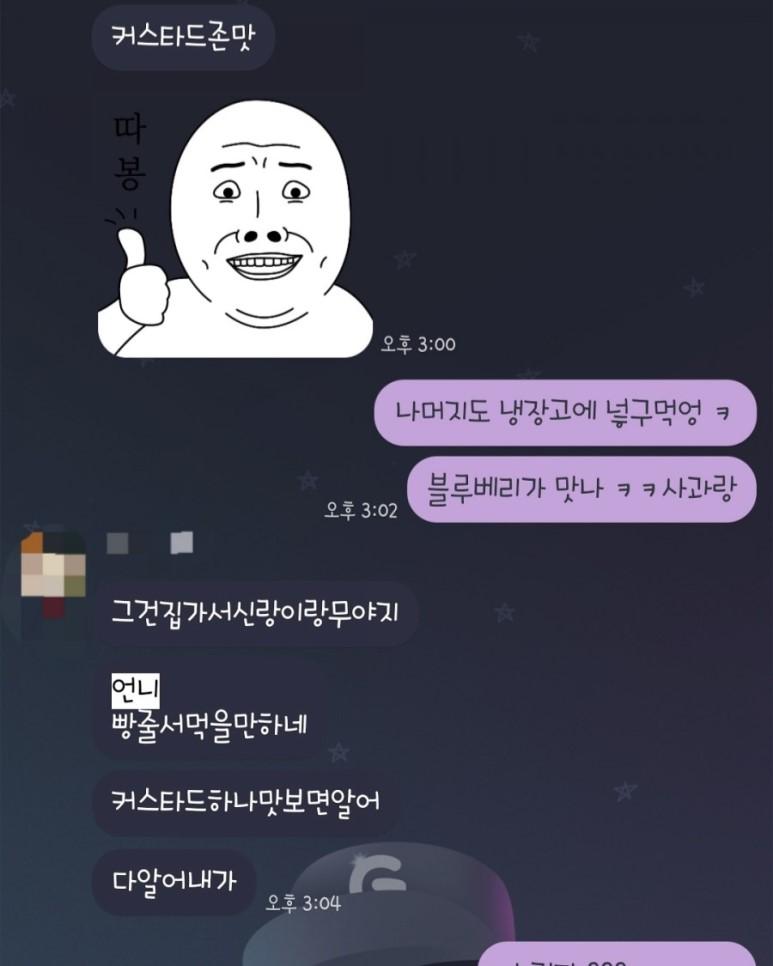 커스타드존맛
따
봉
오후 3:00
나머지도 냉장고에 넣구먹엉 ㅋ
블루베리가 맛나 ㅋㅋ사과랑
오후 3:02
그건집가서신랑이랑무야지
언니
빵줄서먹을만하네
커스타드하나맛보면알어
다알어내가
오후 3:04